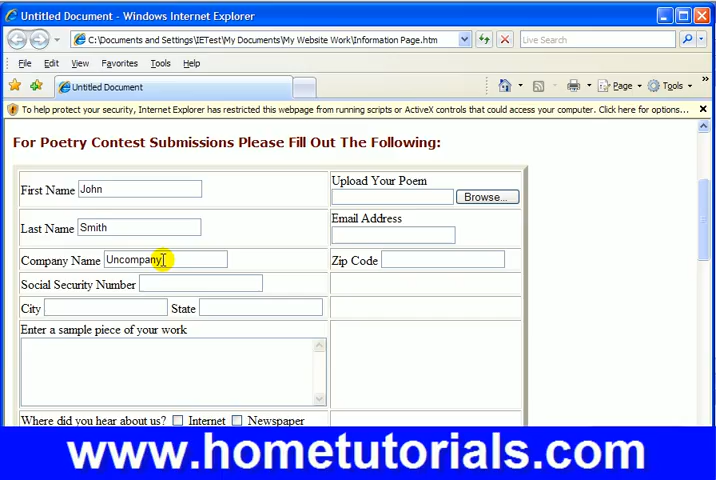 Untitled Document - Windows Internet Explorer
C:\Documents and Settings\IETest\My Documents\My Website Work\Information Page.htm
Live Search
File Edit View Favorites Tools Help
Untitled Document
Page Tools
To help protect your security, Internet Explorer has restricted this webpage from running scripts or ActiveX controls that could access your computer. Click here for options...
For Poetry Contest Submissions Please Fill Out The Following:
First Name John
Upload Your Poem
Browse...
Last Name Smith
Email Address
Company Name Uncompany
Zip Code
Social Security Number
City State
Enter a sample piece of your work
Where did you hear about us? Internet Newspaper
www.hometutorials.com